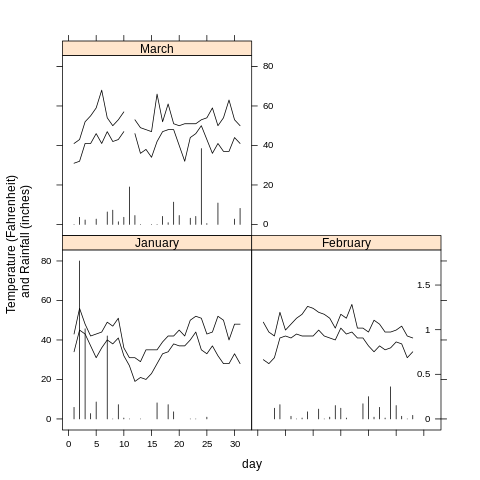 March
80
60
40
20
0
Temperature (Fahrenheit)
and Rainfall (inches)
January
February
80
60
40
20
0
1.5
1
0.5
0
0 5 10 15 20 25 30
day